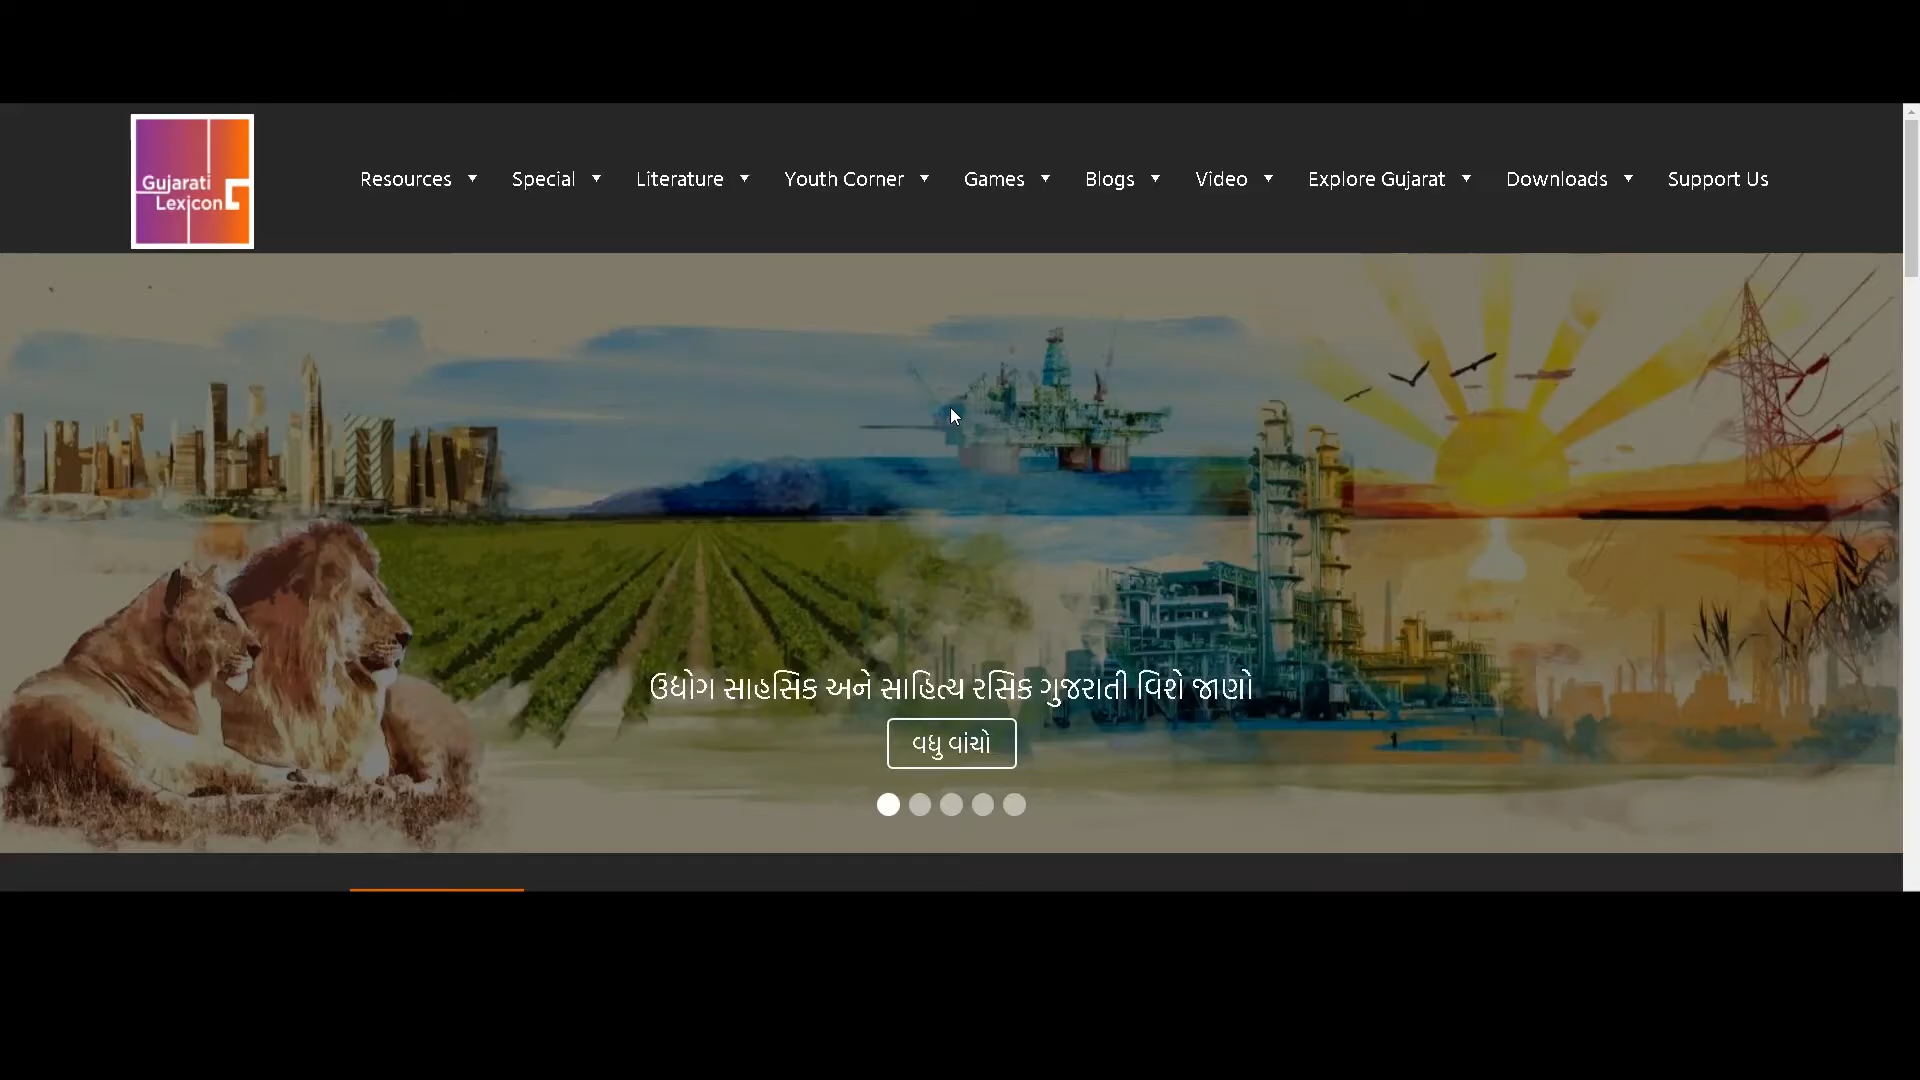 Gujarati
Lexicon
Resources Special Literature Youth Corner Games Blogs Video Explore Gujarat Downloads Support Us
ઉદ્યોગ સાહસિક અને સાહિત્ય રસિક ગુજરાતી વિશે જાણો
વધુ વાંચો